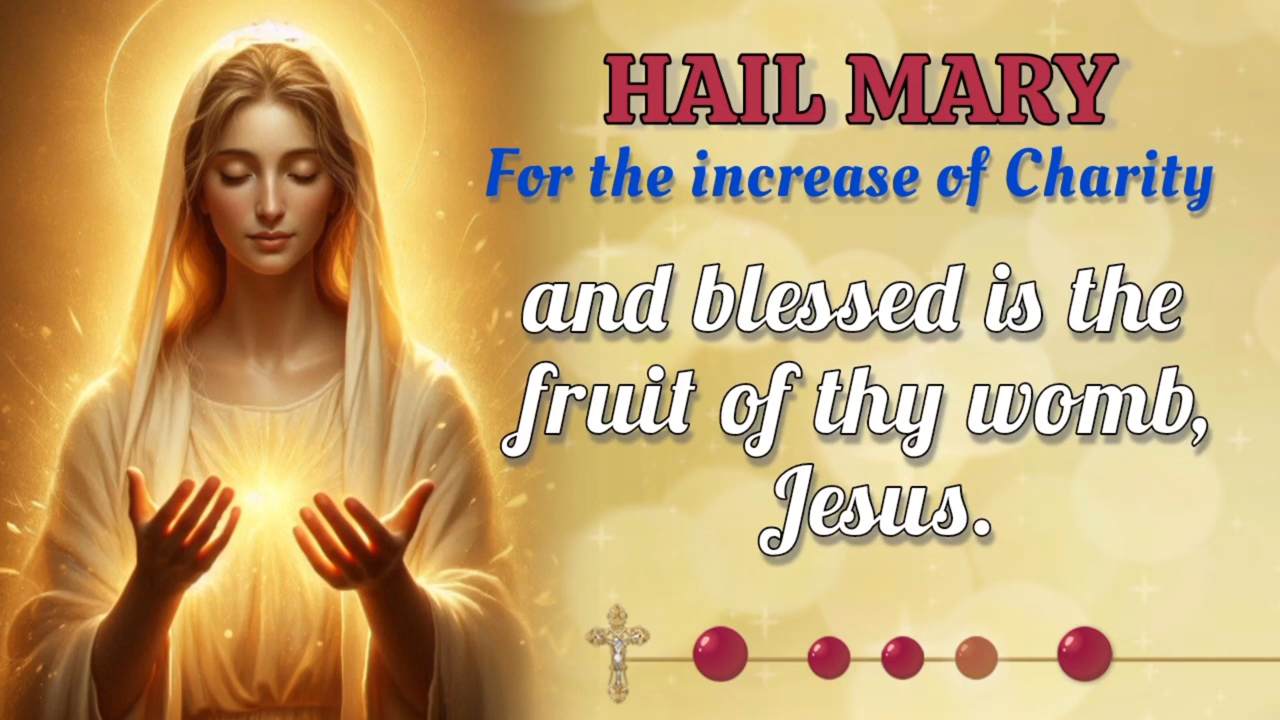 HAIL MARY
For the increase of Charity
and blessed is the
fruit of thy womb,
Jesus.